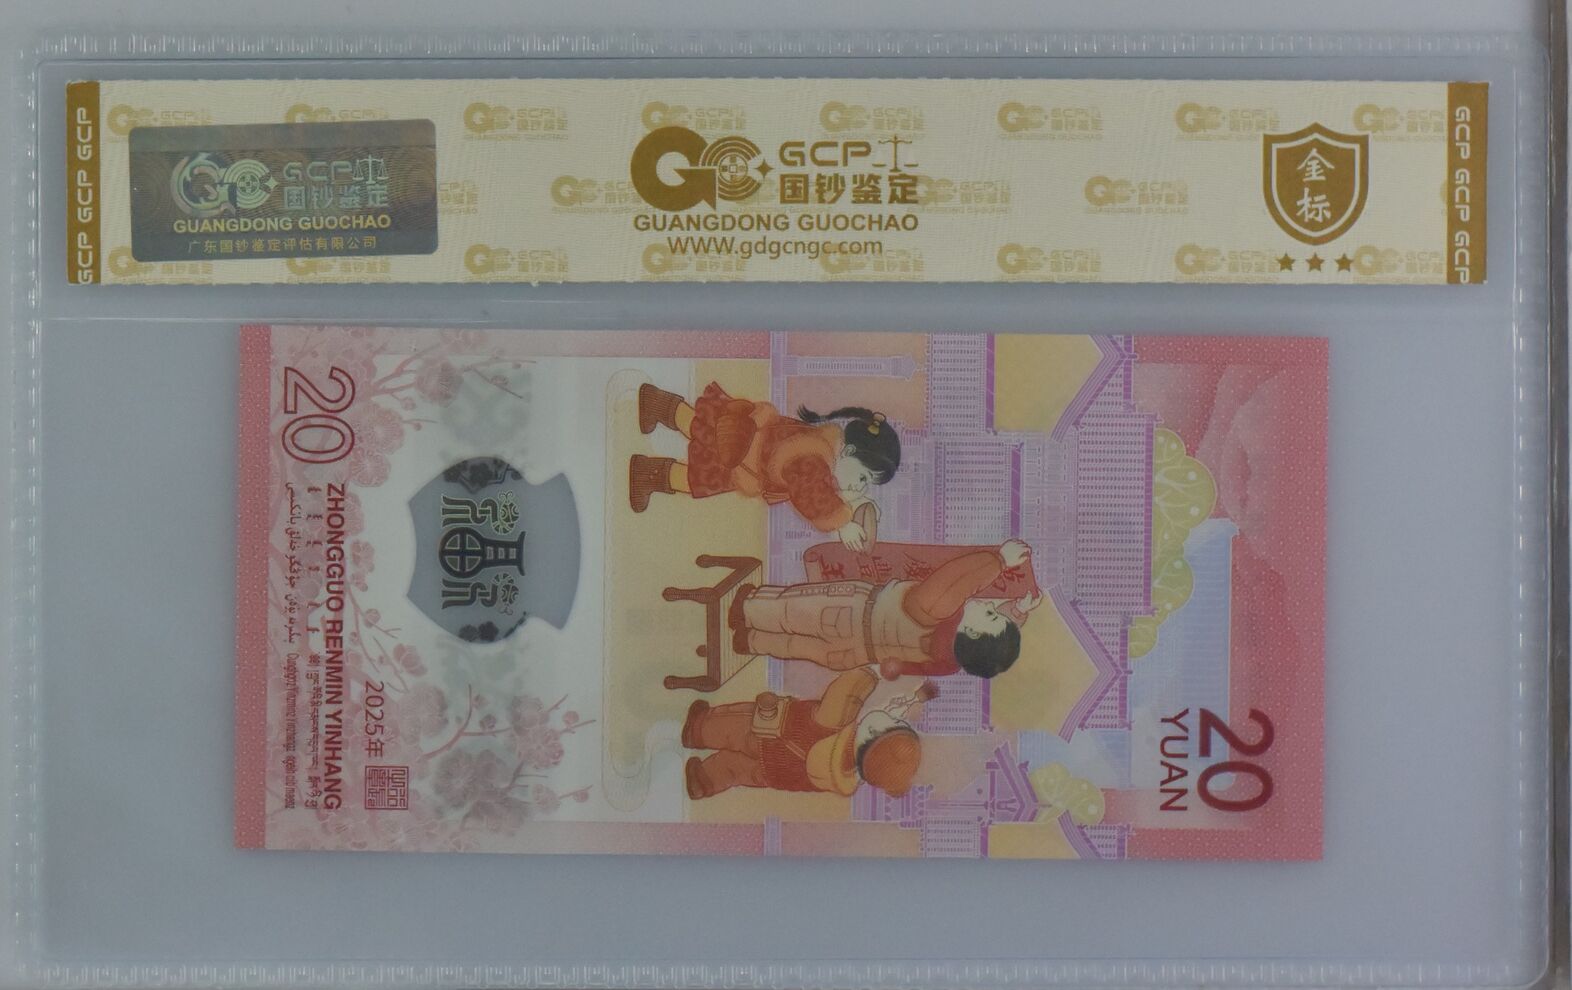 GCP GCP GCP
GCP
国钞鉴定
GUANGDONG GUOCHAO
广东国钞鉴定评估有限公司
GCP
国钞鉴定
GUANGDONG GUOCHAO
WWW.gdgcngc.com
金标
GCP GCP GCP
20
ZHONGGUO RENMIN YINHANG
2025年
20
YUAN